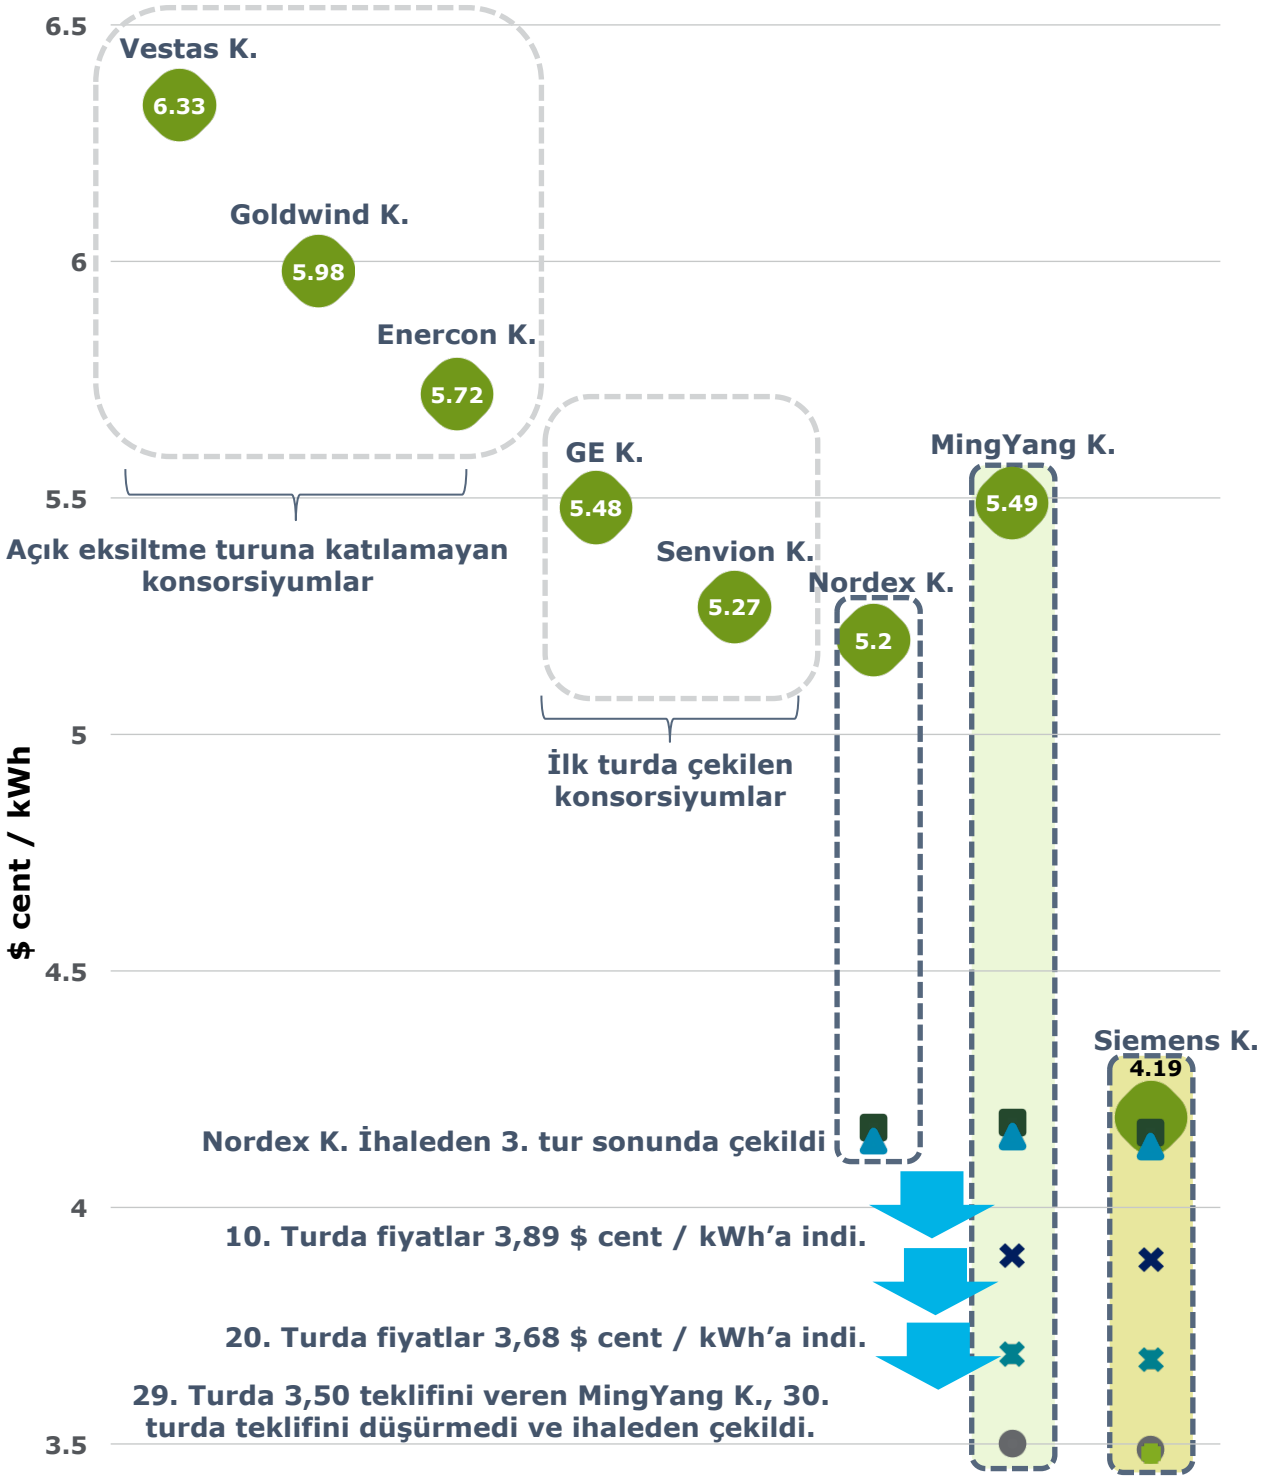 6.5
Vestas K.
6.33
Goldwind K.
5.98
6
Enercon K.
5.72
GE K.
5.48
MingYang K.
5.49
5.5
Açık eksiltme turuna katılamayan
konsorsiyumlar
Senvion K.
5.27
Nordex K.
5.2
5
İlk turda çekilen
konsorsiyumlar
$ cent / kWh
4.5
Siemens K.
4.19
Nordex K. İhaleden 3. tur sonunda çekildi
4
10. Turda fiyatlar 3,89 $ cent / kWh’a indi.
20. Turda fiyatlar 3,68 $ cent / kWh’a indi.
29. Turda 3,50 teklifini veren MingYang K., 30.
turda teklifini düşürmedi ve ihaleden çekildi.
3.5